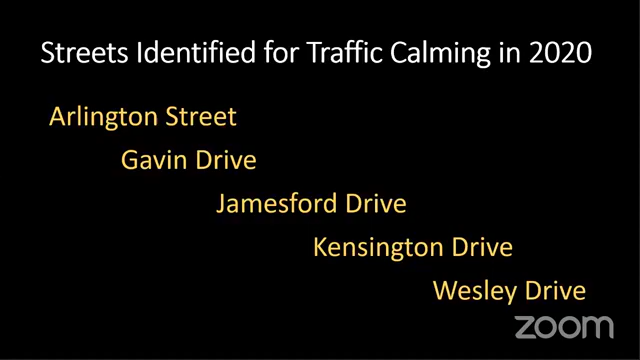 Streets Identified for Traffic Calming in 2020
Arlington Street
Gavin Drive
Jamesford Drive
Kensington Drive
Wesley Drive
zoom